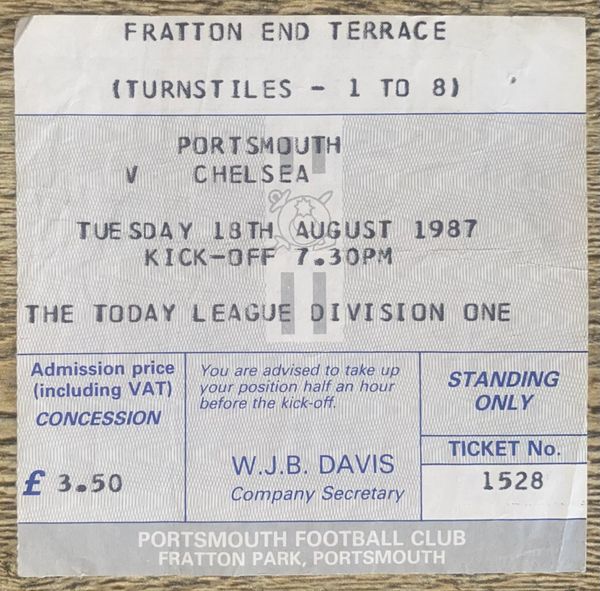 FRATTON END TERRACE
(TURNSTILES - 1 TO 8)
PORTSMOUTH
V CHELSEA
TUESDAY 18TH AUGUST 1987
KICK-OFF 7.30PM
THE TODAY LEAGUE DIVISION ONE
Admission price
(including VAT)
CONCESSION
£ 3.50
You are advised to take up
your position half an hour
before the kick-off.
W.J.B. DAVIS
Company Secretary
STANDING
ONLY
TICKET No.
1528
PORTSMOUTH FOOTBALL CLUB
FRATTON PARK, PORTSMOUTH